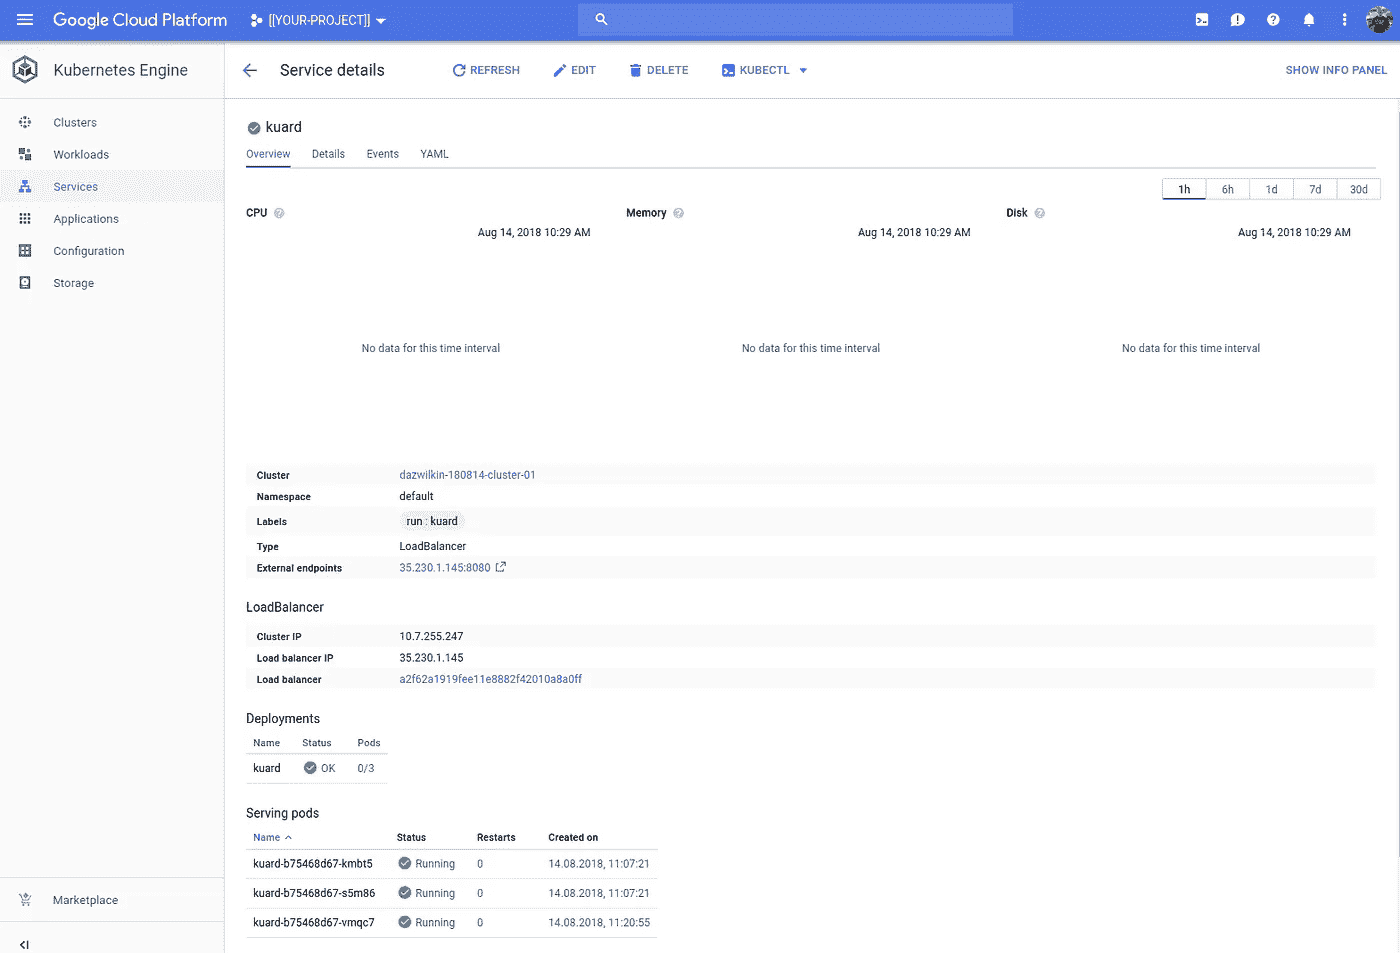 Google Cloud Platform [[YOUR-PROJECT]]
Kubernetes Engine
Service details REFRESH EDIT DELETE KUBECTL SHOW INFO PANEL
Clusters
Workloads
Services
Applications
Configuration
Storage
Marketplace
kuard
Overview Details Events YAML
1h 6h 1d 7d 30d
CPU Memory Disk
Aug 14, 2018 10:29 AM Aug 14, 2018 10:29 AM Aug 14, 2018 10:29 AM
No data for this time interval No data for this time interval No data for this time interval
Cluster dazwilkin-180814-cluster-01
Namespace default
Labels run : kuard
Type LoadBalancer
External endpoints 35.230.1.145:8080
LoadBalancer
Cluster IP 10.7.255.247
Load balancer IP 35.230.1.145
Load balancer a2f62a1919fee11e8882f42010a8a0ff
Deployments
Name Status Pods
kuard OK 0/3
Serving pods
Name Status Restarts Created on
kuard-b75468d67-kmbt5 Running 0 14.08.2018, 11:07:21
kuard-b75468d67-s5m86 Running 0 14.08.2018, 11:07:21
kuard-b75468d67-vmqc7 Running 0 14.08.2018, 11:20:55